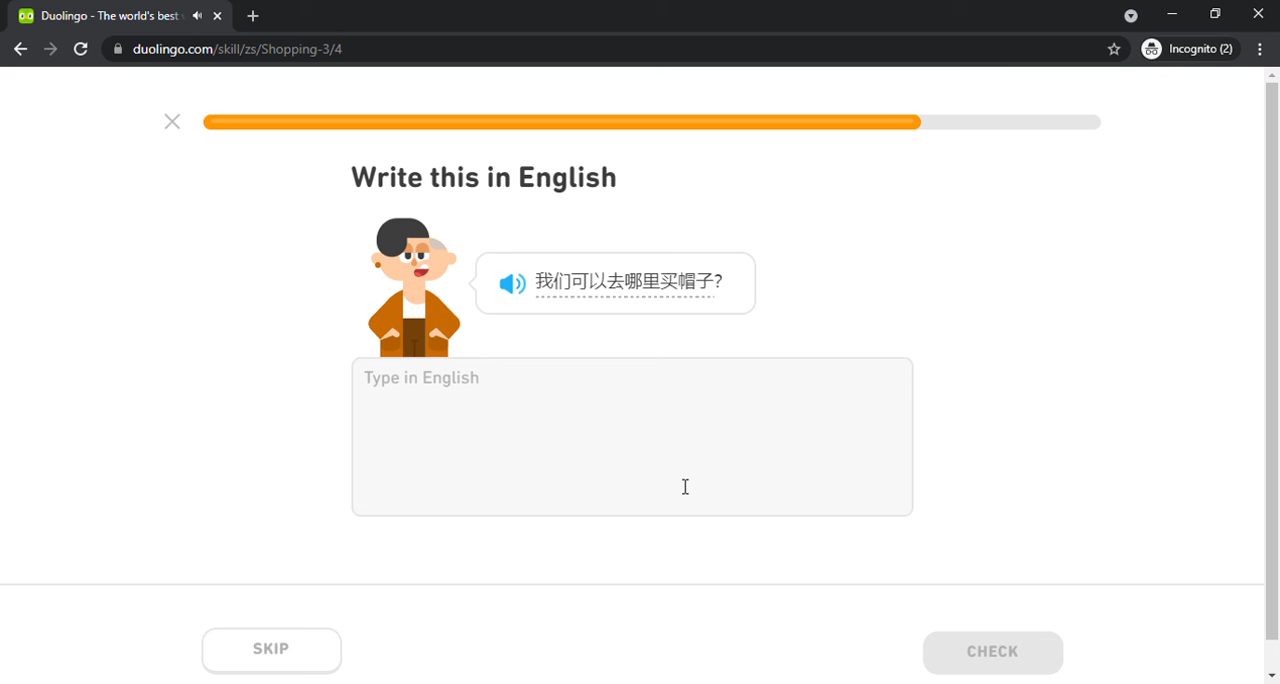 Duolingo - The world's best
duolingo.com/skill/zs/Shopping-3/4
Incognito (2)
Write this in English
我们可以去哪里买帽子?
Type in English
SKIP
CHECK